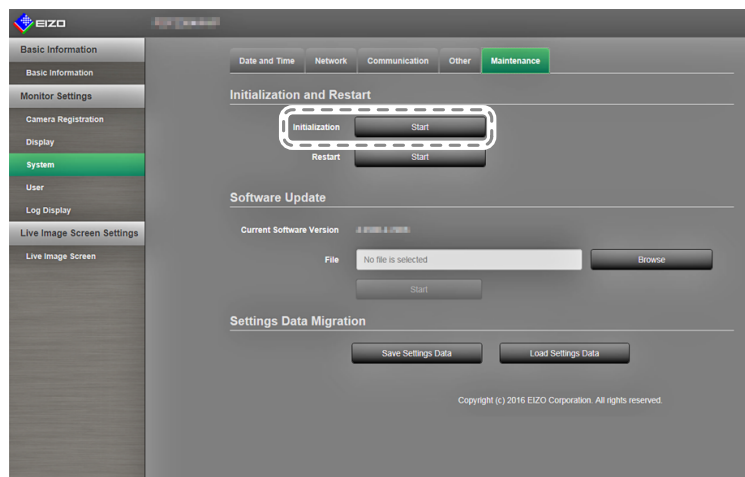 EIZO
Basic Information
Basic Information
Monitor Settings
Camera Registration
Display
System
User
Log Display
Live Image Screen Settings
Live Image Screen
Date and Time Network Communication Other Maintenance
Initialization and Restart
Initialization Start
Restart Start
Software Update
Current Software Version
File No file is selected Browse
Start
Settings Data Migration
Save Settings Data Load Settings Data
Copyright (c) 2016 EIZO Corporation. All rights reserved.